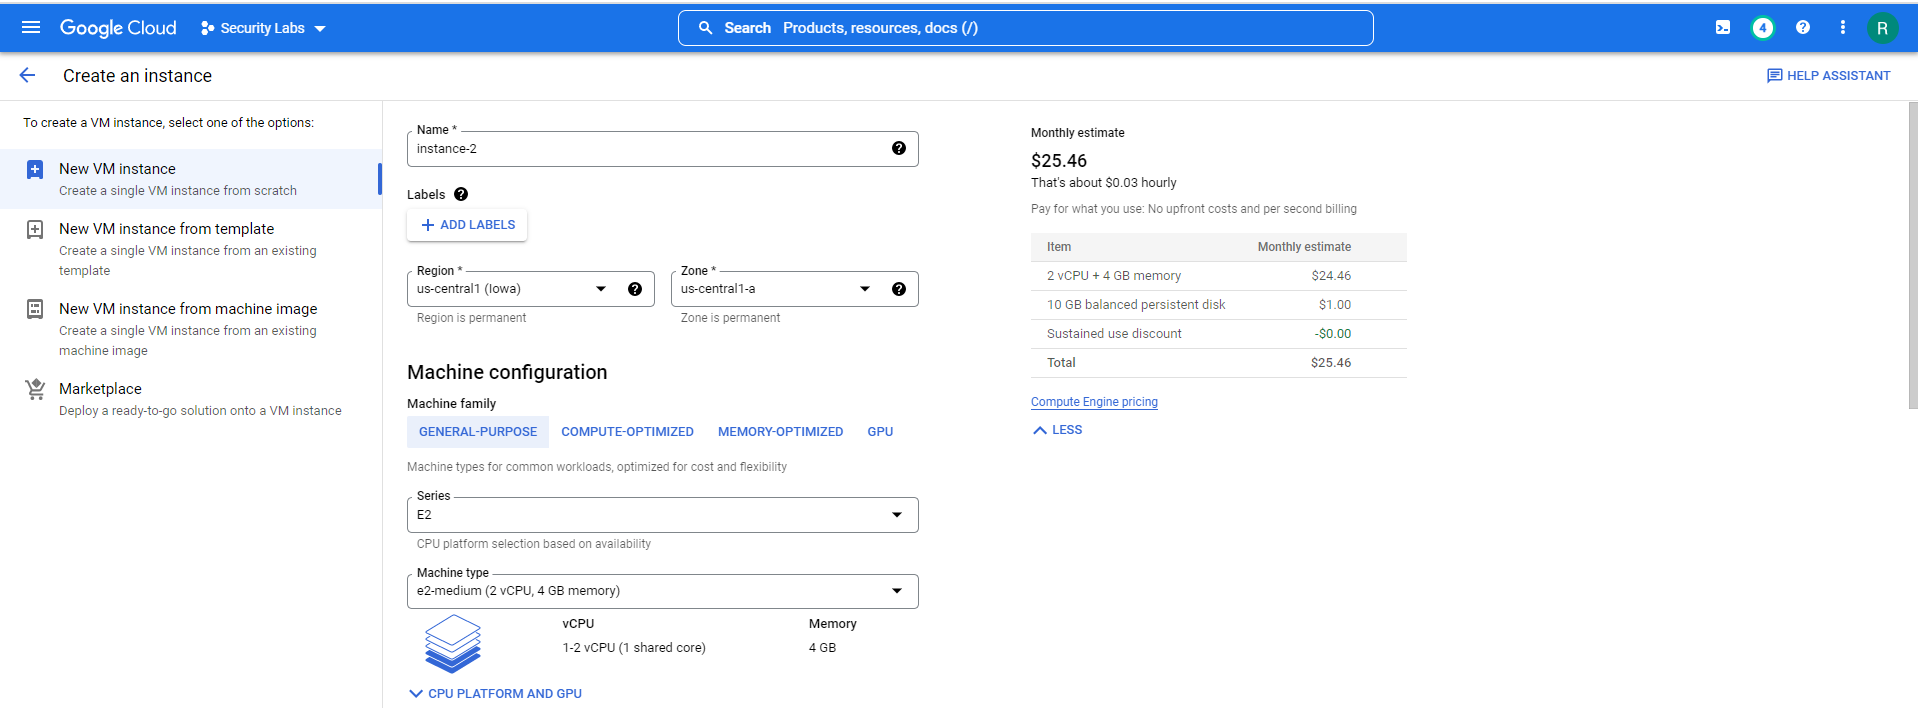 Google Cloud
Security Labs
Search Products, resources, docs (/)
4
R
Create an instance
HELP ASSISTANT
To create a VM instance, select one of the options:
New VM instance
Create a single VM instance from scratch
New VM instance from template
Create a single VM instance from an existing
template
New VM instance from machine image
Create a single VM instance from an existing
machine image
Marketplace
Deploy a ready-to-go solution onto a VM instance
Name *
instance-2
Labels
ADD LABELS
Region *
us-central1 (Iowa)
Region is permanent
Zone *
us-central1-a
Zone is permanent
Machine configuration
Machine family
GENERAL-PURPOSE COMPUTE-OPTIMIZED MEMORY-OPTIMIZED GPU
Machine types for common workloads, optimized for cost and flexibility
Series
E2
CPU platform selection based on availability
Machine type
e2-medium (2 vCPU, 4 GB memory)
vCPU Memory
1-2 vCPU (1 shared core) 4 GB
CPU PLATFORM AND GPU
Monthly estimate
$25.46
That's about $0.03 hourly
Pay for what you use: No upfront costs and per second billing
Item Monthly estimate
2 vCPU + 4 GB memory $24.46
10 GB balanced persistent disk $1.00
Sustained use discount -$0.00
Total $25.46
Compute Engine pricing
LESS